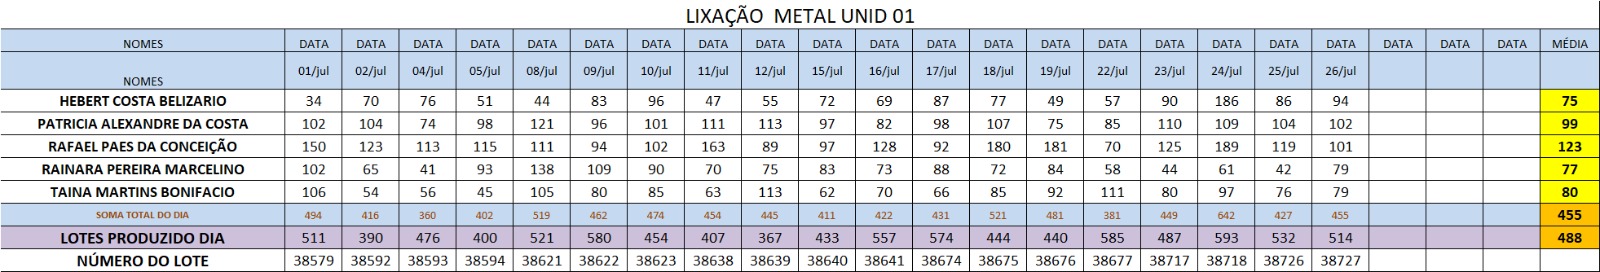 LIXAÇÃO METAL UNID 01
NOMES DATA DATA DATA DATA DATA DATA DATA DATA DATA DATA DATA DATA DATA DATA DATA DATA DATA DATA DATA DATA DATA DATA MÉDIA
NOMES 01/jul 02/jul 04/jul 05/jul 08/jul 09/jul 10/jul 11/jul 12/jul 15/jul 16/jul 17/jul 18/jul 19/jul 22/jul 23/jul 24/jul 25/jul 26/jul
HEBERT COSTA BELIZARIO 34 70 76 51 44 83 96 47 55 72 69 87 77 49 57 90 186 86 94 75
PATRICIA ALEXANDRE DA COSTA 102 104 74 98 121 96 101 111 113 97 82 98 107 75 85 110 109 104 102 99
RAFAEL PAES DA CONCEIÇÃO 150 123 113 115 111 94 102 163 89 97 128 92 180 181 70 125 189 119 101 123
RAINARA PEREIRA MARCELINO 102 65 41 93 138 109 90 70 75 83 73 88 72 84 58 44 61 42 79 77
TAINA MARTINS BONIFACIO 106 54 56 45 105 80 85 63 113 62 70 66 85 92 111 80 97 76 79 80
SOMA TOTAL DO DIA 494 416 360 402 519 462 474 454 445 411 422 431 521 481 381 449 642 427 455 455
LOTES PRODUZIDO DIA 511 390 476 400 521 580 454 407 367 433 557 574 444 440 585 487 593 532 514 488
NÚMERO DO LOTE 38579 38592 38593 38594 38621 38622 38623 38638 38639 38640 38641 38674 38675 38676 38677 38717 38718 38726 38727